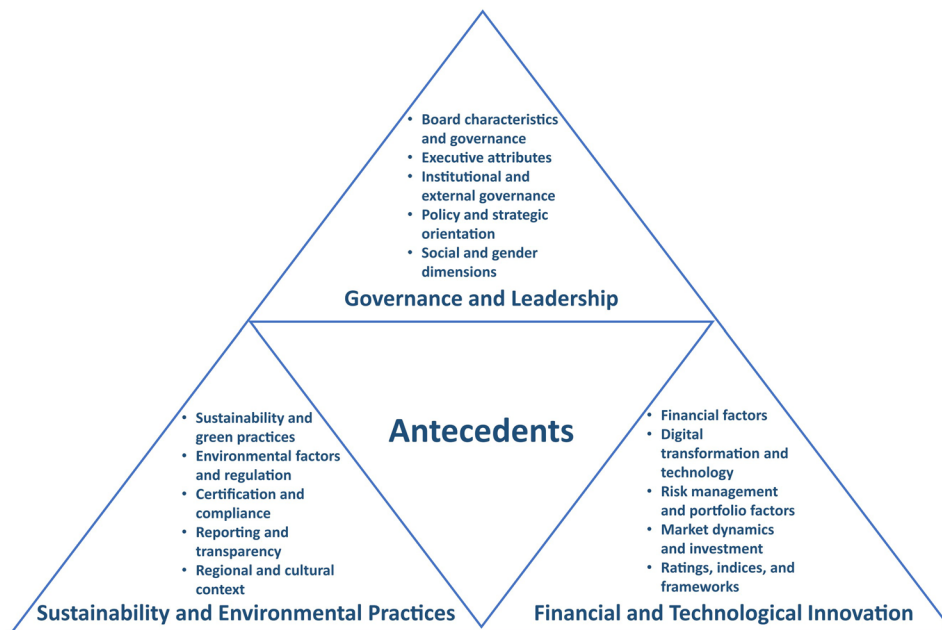 • Board characteristics
and governance
• Executive attributes
• Institutional and
external governance
• Policy and strategic
orientation
• Social and gender
dimensions
Governance and Leadership
Antecedents
• Sustainability and
green practices
• Environmental factors
and regulation
• Certification and
compliance
• Reporting and
transparency
• Regional and cultural
context
Sustainability and Environmental Practices
• Financial factors
• Digital
transformation and
technology
• Risk management
and portfolio factors
• Market dynamics
and investment
• Ratings, indices, and
frameworks
Financial and Technological Innovation